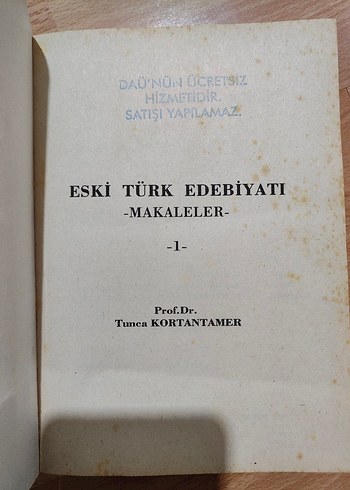 DAÜ'NÜN ÜCRETSİZ
HİZMETİDİR.
SATIŞI YAPILAMAZ.
ESKİ TÜRK EDEBİYATI
-MAKALELER-
-1-
Prof.Dr.
Tunca KORTANTAMER